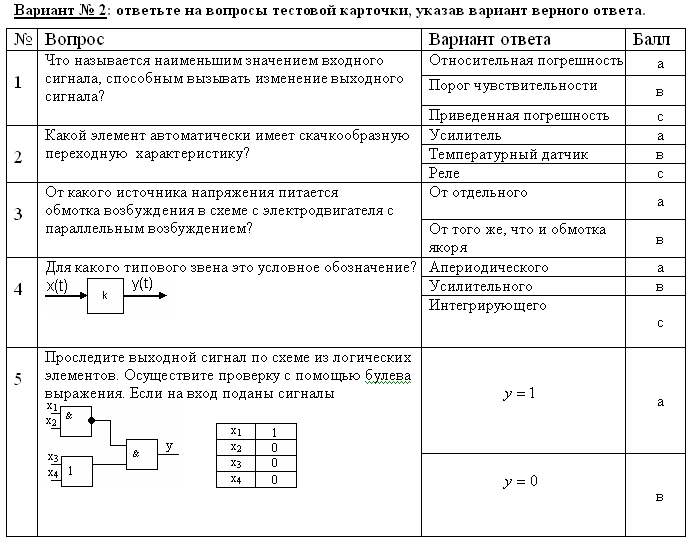 Вариант № 2: ответьте на вопросы тестовой карточки, указав вариант верного ответа.
№ Вопрос Вариант ответа Балл
1 Что называется наименьшим значением входного
сигнала, способным вызывать изменение выходного
сигнала?
Относительная погрешность а
Порог чувствительности в
Приведенная погрешность с
2 Какой элемент автоматически имеет скачкообразную
переходную характеристику?
Усилитель а
Температурный датчик в
Реле с
3 От какого источника напряжения питается
обмотка возбуждения в схеме с электродвигателя с
параллельным возбуждением?
От отдельного а
От того же, что и обмотка
якоря в
4 Для какого типового звена это условное обозначение?
x(t) k y(t)
Апериодического а
Усилительного в
Интегрирующего с
5 Проследите выходной сигнал по схеме из логических
элементов. Осуществите проверку с помощью булева
выражения. Если на вход поданы сигналы
x1
x2
&
x3
x4
1
&
y
x1 1
x2 0
x3 0
x4 0
y = 1 а
y = 0 в